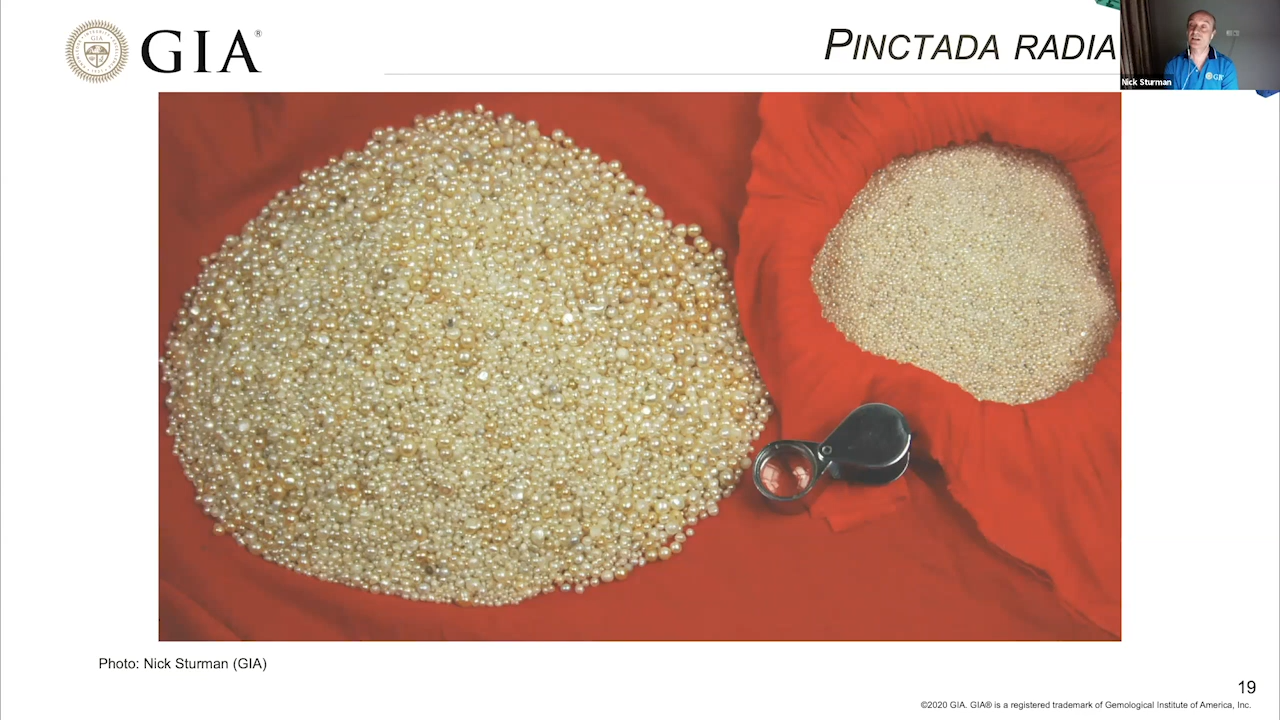 GIA®
PINCTADA RADIA
GIA
Nick Sturman
Photo: Nick Sturman (GIA)
19
©2020 GIA. GIA® is a registered trademark of Gemological Institute of America, Inc.